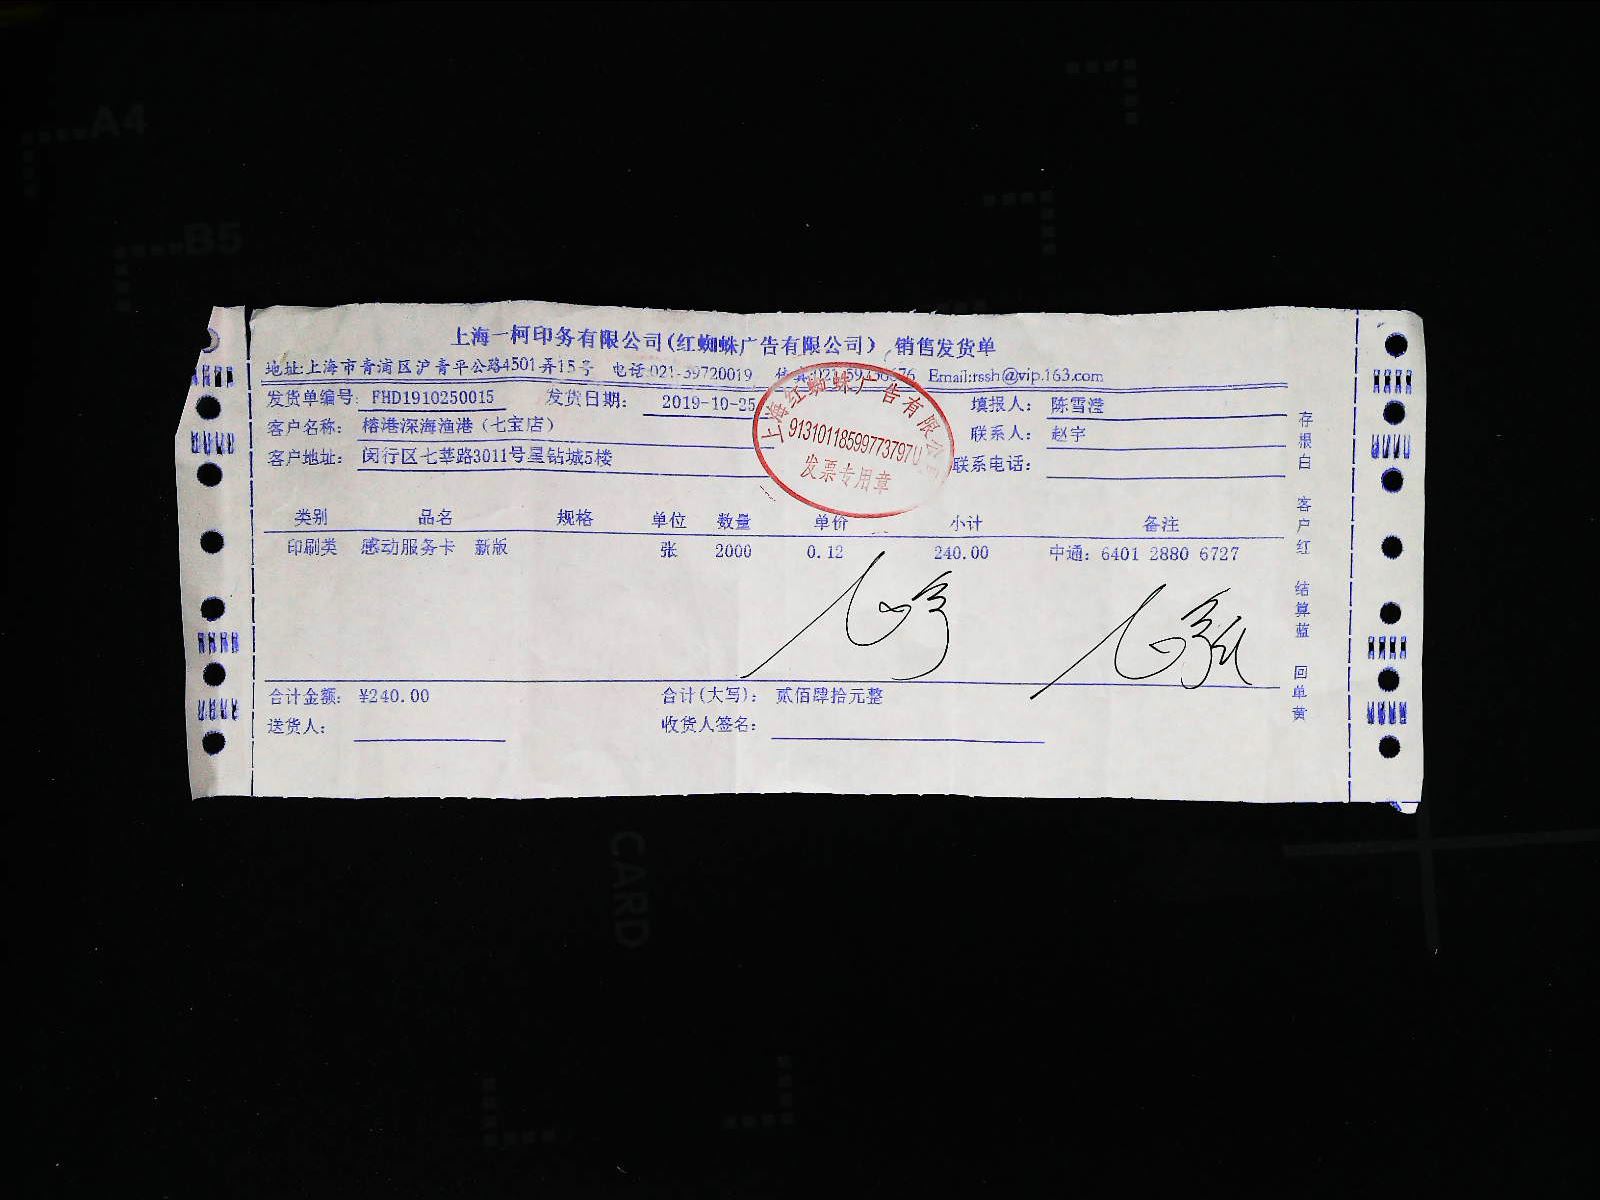 A4
B5
上海一柯印务有限公司(红蜘蛛广告有限公司) 销售发货单
地址:上海市青浦区沪青平公路4501弄15号 电话:021-39720019 传真:021-59 Email:rssh@vip.163.com
发货单编号: FHD1910250015 发货日期: 2019-10-25 填报人: 陈雪滢
客户名称: 榕港深海渔港(七宝店) 联系人: 赵宇
客户地址: 闵行区七莘路3011号星钻城5楼 联系电话:
上海红蜘蛛广告有限公司
91310118599773797U
发票专用章
类别 品名 规格 单位 数量 单价 小计 备注
印刷类 感动服务卡 新版 张 2000 0.12 240.00 中通: 6401 2880 6727
合计金额: ¥240.00 合计(大写): 贰佰肆拾元整
送货人: 收货人签名:
存根白 客户红 结算蓝 回单黄
CARD